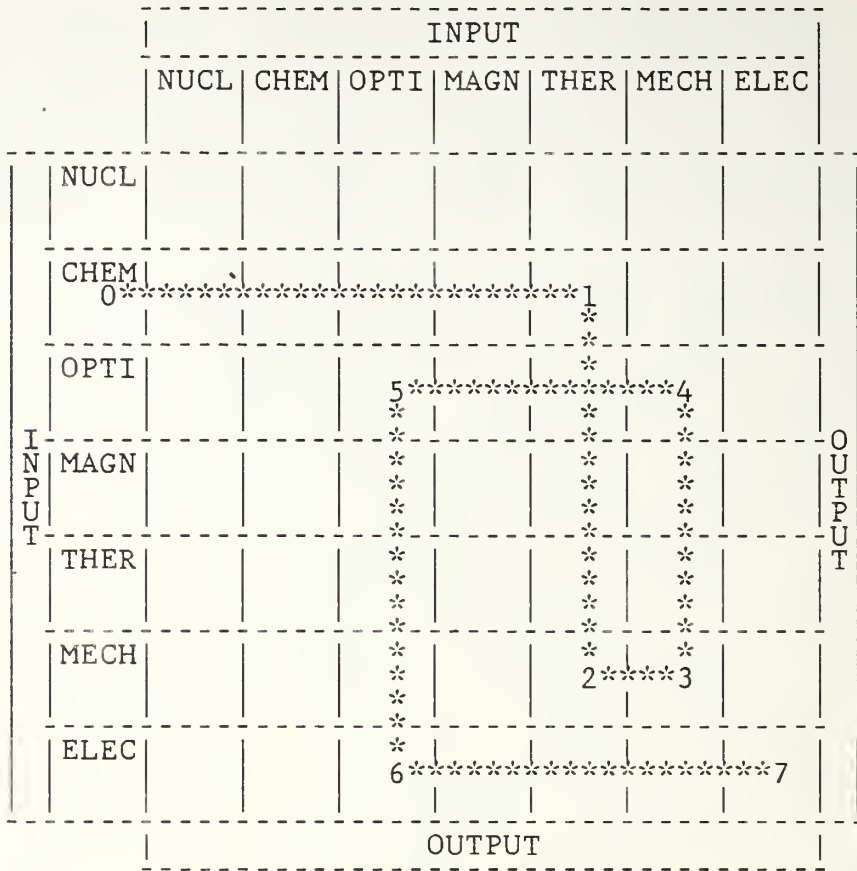 INPUT
NUCL CHEM OPTI MAGN THER MECH ELEC
NUCL
CHEM
0 1
OPTI
5 4
INPUT
MAGN
OUTPUT
THER
MECH
2 3
ELEC
6 7
OUTPUT